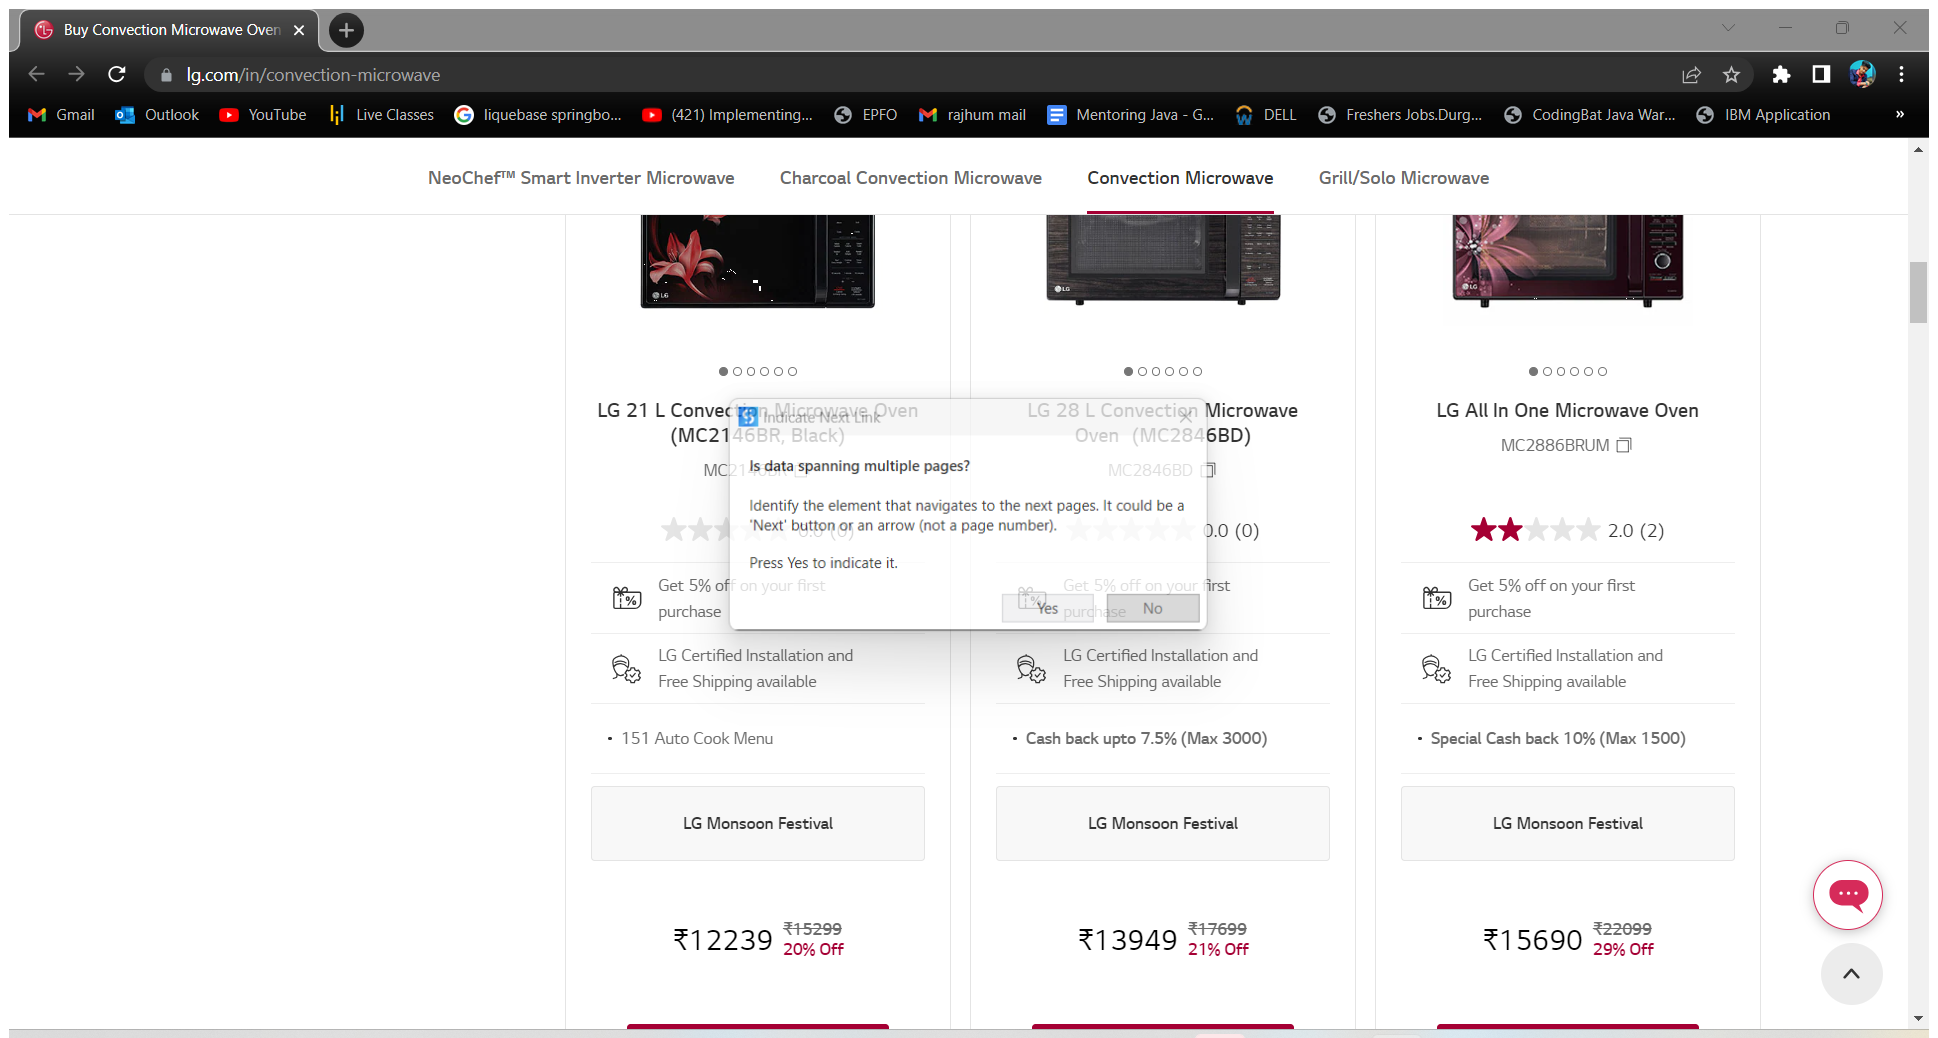 Buy Convection Microwave Oven
lg.com/in/convection-microwave
Gmail
Outlook
YouTube
Live Classes
liquebase springbo...
(421) Implementing...
EPFO
rajhum mail
Mentoring Java - G...
DELL
Freshers Jobs.Durg...
CodingBat Java War...
IBM Application
»
NeoChef™ Smart Inverter Microwave
Charcoal Convection Microwave
Convection Microwave
Grill/Solo Microwave
LG
LG
LG
LG 21 L Convection Microwave Oven
(MC2146BR, Black)
MC2146BR
0.0 (0)
Get 5% off on your first
purchase
LG Certified Installation and
Free Shipping available
• 151 Auto Cook Menu
LG Monsoon Festival
₹12239 ₹15299
20% Off
LG 28 L Convection Microwave
Oven (MC2846BD)
MC2846BD
0.0 (0)
Get 5% off on your first
purchase
LG Certified Installation and
Free Shipping available
• Cash back upto 7.5% (Max 3000)
LG Monsoon Festival
₹13949 ₹17699
21% Off
LG All In One Microwave Oven
MC2886BRUM
2.0 (2)
Get 5% off on your first
purchase
LG Certified Installation and
Free Shipping available
• Special Cash back 10% (Max 1500)
LG Monsoon Festival
₹15690 ₹22099
29% Off
Indicate Next Link
Is data spanning multiple pages?
Identify the element that navigates to the next pages. It could be a
'Next' button or an arrow (not a page number).
Press Yes to indicate it.
Yes
No